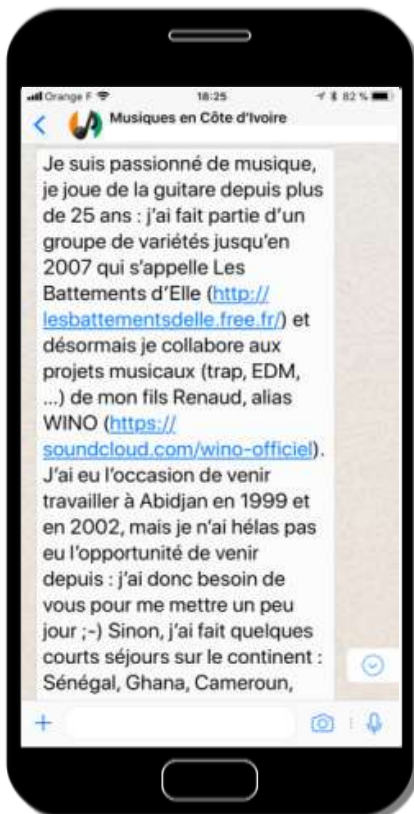 Orange F 18:25 82 %
Musiques en Côte d'Ivoire
Je suis passionné de musique,
je joue de la guitare depuis plus
de 25 ans : j'ai fait partie d'un
groupe de variétés jusqu'en
2007 qui s'appelle Les
Battements d'Elle (http://
lesbattementsdelle.free.fr/) et
désormais je collabore aux
projets musicaux (trap, EDM,
...) de mon fils Renaud, alias
WINO (https://
soundcloud.com/wino-officiel).
J'ai eu l'occasion de venir
travailler à Abidjan en 1999 et
en 2002, mais je n'ai hélas pas
eu l'opportunité de venir
depuis : j'ai donc besoin de
vous pour me mettre un peu
jour ;-) Sinon, j'ai fait quelques
courts séjours sur le continent :
Sénégal, Ghana, Cameroun,